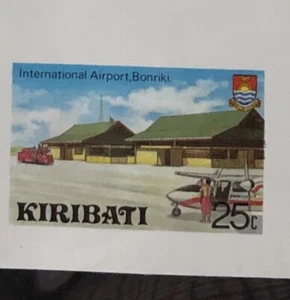 International Airport,Bonriki.
KIRIBATI
25c